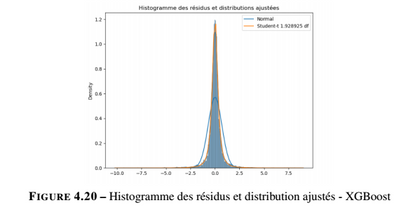 Histogramme des résidus et distributions ajustées
Normal
Student-t 1.928925 df
Density
1.2
1.0
0.8
0.6
0.4
0.2
0.0
-10.0 -7.5 -5.0 -2.5 0.0 2.5 5.0 7.5
FIGURE 4.20 – Histogramme des résidus et distribution ajustés - XGBoost